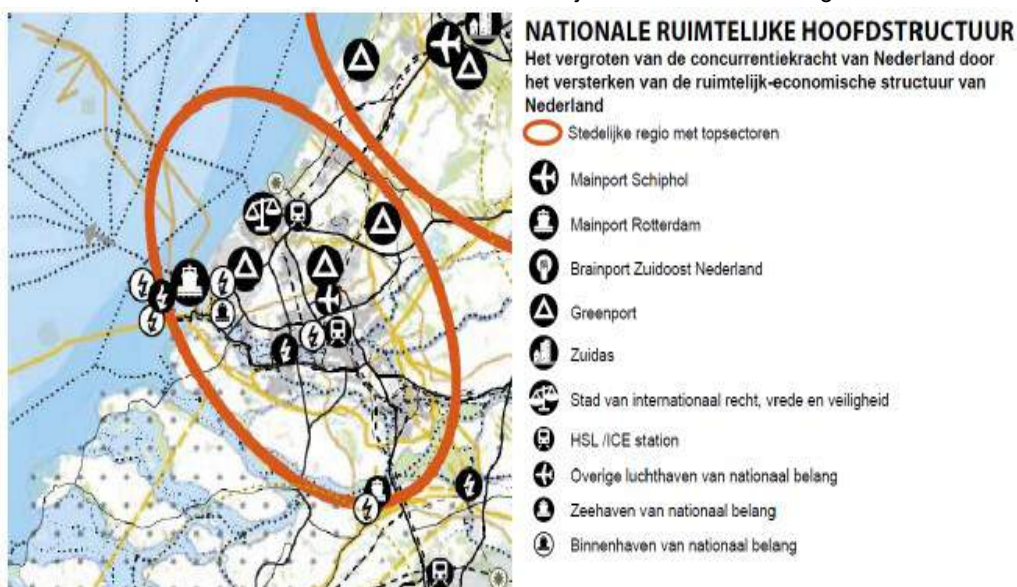 NATIONALE RUIMTELIJKE HOOFDSTRUCTUUR
Het vergroten van de concurrentiekracht van Nederland door
het versterken van de ruimtelijk-economische structuur van
Nederland
Stedelijke regio met topsectoren
Mainport Schiphol
Mainport Rotterdam
Brainport Zuidoost Nederland
Greenport
Zuidas
Stad van internationaal recht, vrede en veiligheid
HSL /ICE station
Overige luchthaven van nationaal belang
Zeehaven van nationaal belang
Binnenhaven van nationaal belang